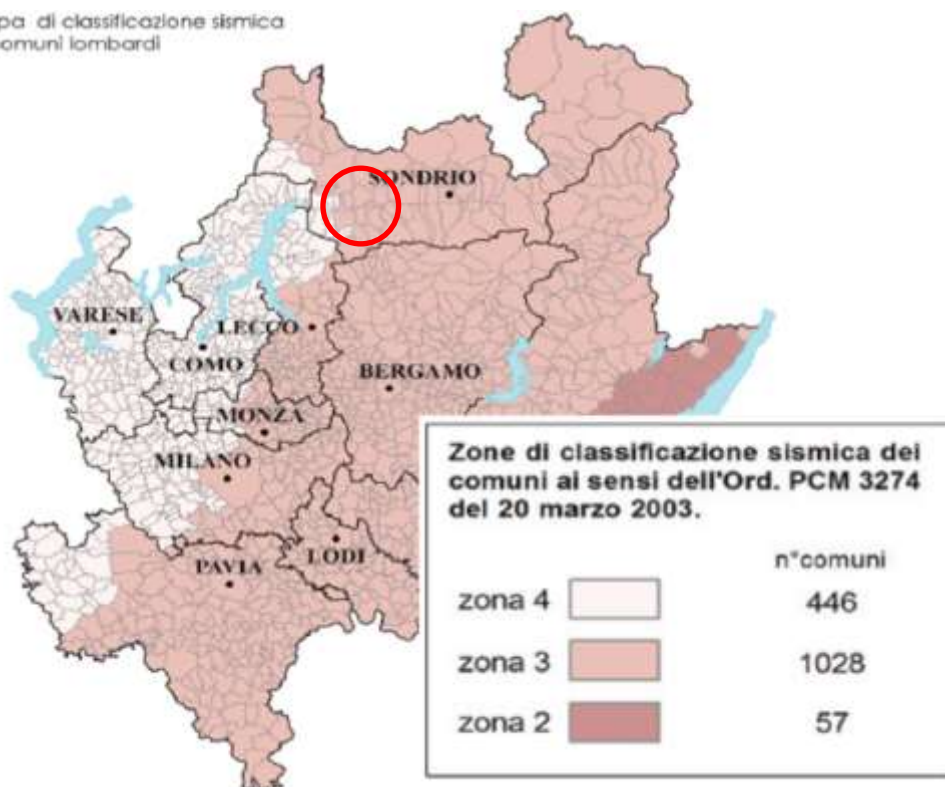 pa di classificazione sismica
comuni lombardi
SONDRIO
VARESE
LECCO
COMO
BERGAMO
MONZA
MILANO
PAVIA
LODI
Zone di classificazione sismica dei
comuni ai sensi dell'Ord. PCM 3274
del 20 marzo 2003.
n°comuni
zona 4 446
zona 3 1028
zona 2 57